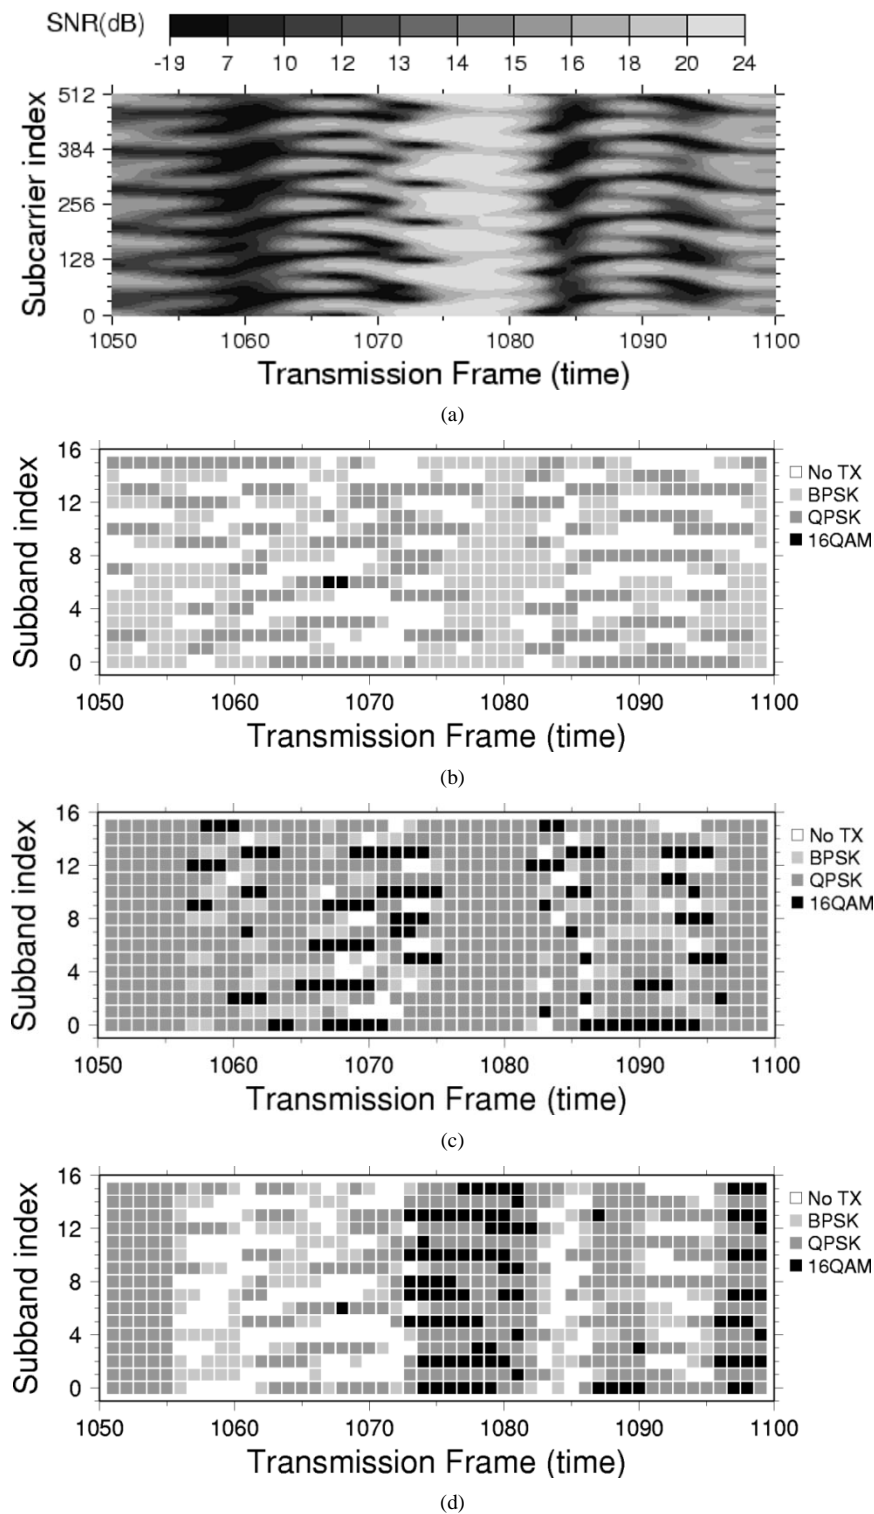 SNR(dB)
-19 7 10 12 13 14 15 16 18 20 24
Subcarrier index
512
384
256
128
0
1050 1060 1070 1080 1090 1100
Transmission Frame (time)
(a)
Subband index
16
12
8
4
0
No TX
BPSK
QPSK
16QAM
1050 1060 1070 1080 1090 1100
Transmission Frame (time)
(b)
Subband index
16
12
8
4
0
No TX
BPSK
QPSK
16QAM
1050 1060 1070 1080 1090 1100
Transmission Frame (time)
(c)
Subband index
16
12
8
4
0
No TX
BPSK
QPSK
16QAM
1050 1060 1070 1080 1090 1100
Transmission Frame (time)
(d)